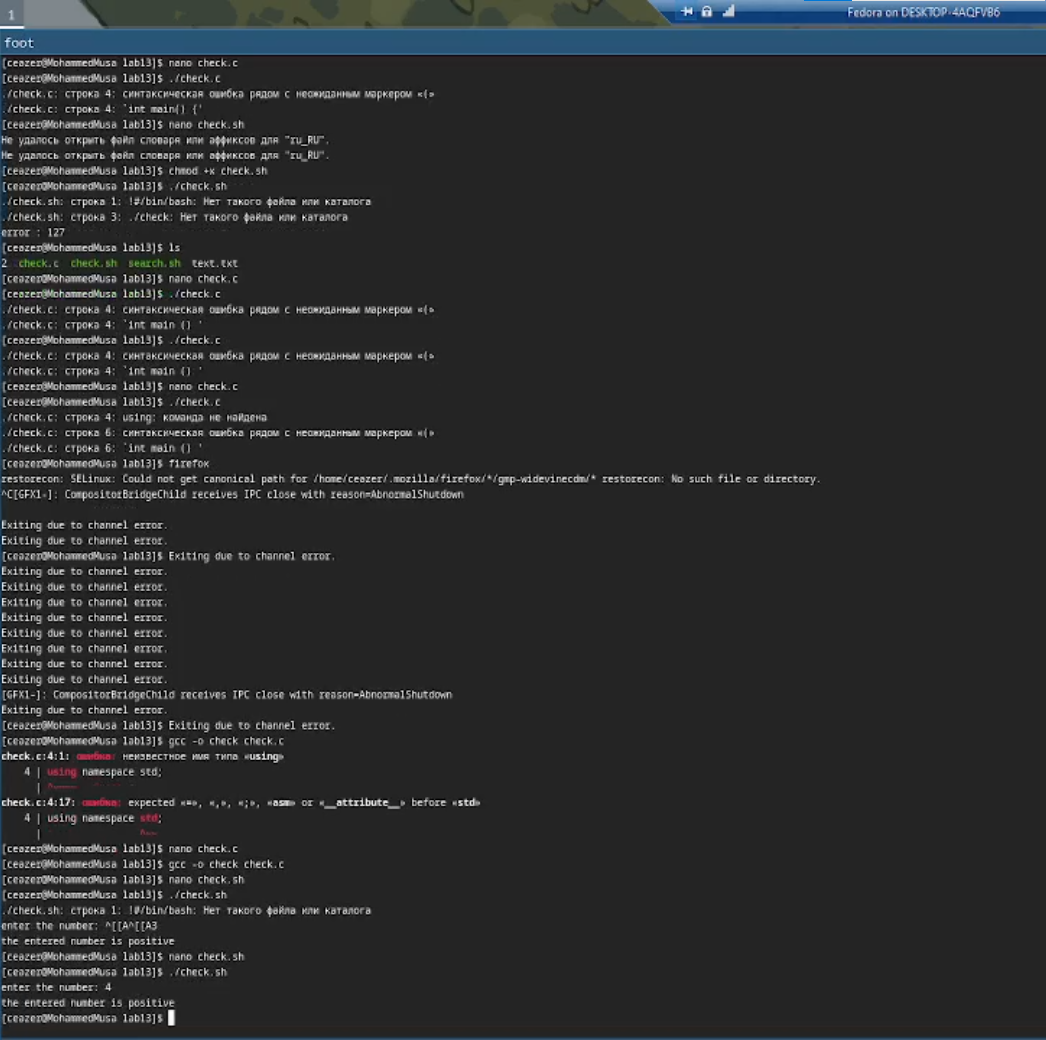 1
Fedora on DESKTOP-4AQFVB6
foot
[ceazer@MohammedMusa lab13]$ nano check.c
[ceazer@MohammedMusa lab13]$ ./check.c
./check.c: строка 4: синтаксическая ошибка рядом с неожиданным маркером «(»
./check.c: строка 4: `int main() {'
[ceazer@MohammedMusa lab13]$ nano check.sh
Не удалось открыть файл словаря или аффиксов для "ru_RU".
Не удалось открыть файл словаря или аффиксов для "ru_RU".
[ceazer@MohammedMusa lab13]$ chmod +x check.sh
[ceazer@MohammedMusa lab13]$ ./check.sh
./check.sh: строка 1: !#/bin/bash: Нет такого файла или каталога
./check.sh: строка 3: ./check: Нет такого файла или каталога
error : 127
[ceazer@MohammedMusa lab13]$ ls
2 check.c check.sh search.sh text.txt
[ceazer@MohammedMusa lab13]$ nano check.c
[ceazer@MohammedMusa lab13]$ ./check.c
./check.c: строка 4: синтаксическая ошибка рядом с неожиданным маркером «(»
./check.c: строка 4: `int main () '
[ceazer@MohammedMusa lab13]$ ./check.c
./check.c: строка 4: синтаксическая ошибка рядом с неожиданным маркером «(»
./check.c: строка 4: `int main () '
[ceazer@MohammedMusa lab13]$ nano check.c
[ceazer@MohammedMusa lab13]$ ./check.c
./check.c: строка 4: using: команда не найдена
./check.c: строка 6: синтаксическая ошибка рядом с неожиданным маркером «(»
./check.c: строка 6: `int main () '
[ceazer@MohammedMusa lab13]$ firefox
restorecon: SELinux: Could not get canonical path for /home/ceazer/.mozilla/firefox/*/gmp-widevinecdm/* restorecon: No such file or directory.
^C[GFX1-]: CompositorBridgeChild receives IPC close with reason=AbnormalShutdown
Exiting due to channel error.
Exiting due to channel error.
[ceazer@MohammedMusa lab13]$ Exiting due to channel error.
Exiting due to channel error.
Exiting due to channel error.
Exiting due to channel error.
Exiting due to channel error.
Exiting due to channel error.
Exiting due to channel error.
Exiting due to channel error.
Exiting due to channel error.
[GFX1-]: CompositorBridgeChild receives IPC close with reason=AbnormalShutdown
Exiting due to channel error.
[ceazer@MohammedMusa lab13]$ Exiting due to channel error.
[ceazer@MohammedMusa lab13]$ gcc -o check check.c
check.c:4:1: ошибка: неизвестное имя типа «using»
4 | using namespace std;
| ^~~~~
check.c:4:17: ошибка: expected «=», «,», «;», «asm» or «__attribute__» before «std»
4 | using namespace std;
| ^~~
[ceazer@MohammedMusa lab13]$ nano check.c
[ceazer@MohammedMusa lab13]$ gcc -o check check.c
[ceazer@MohammedMusa lab13]$ nano check.sh
[ceazer@MohammedMusa lab13]$ ./check.sh
./check.sh: строка 1: !#/bin/bash: Нет такого файла или каталога
enter the number: ^[[A^[[A3
the entered number is positive
[ceazer@MohammedMusa lab13]$ nano check.sh
[ceazer@MohammedMusa lab13]$ ./check.sh
enter the number: 4
the entered number is positive
[ceazer@MohammedMusa lab13]$